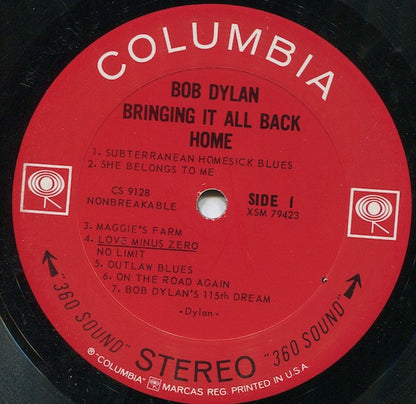 COLUMBIA
BOB DYLAN
BRINGING IT ALL BACK
HOME
1. SUBTERRANEAN HOMESICK BLUES
2. SHE BELONGS TO ME
CS 9128
NONBREAKABLE
SIDE 1
XSM 79423
3. MAGGIE'S FARM
4. LOVE MINUS ZERO
NO LIMIT
5. OUTLAW BLUES
6. ON THE ROAD AGAIN
7. BOB DYLAN'S 115th DREAM
-Dylan-
"360 SOUND" STEREO "360 SOUND"
® "COLUMBIA" MARCAS REG. PRINTED IN U.S.A.